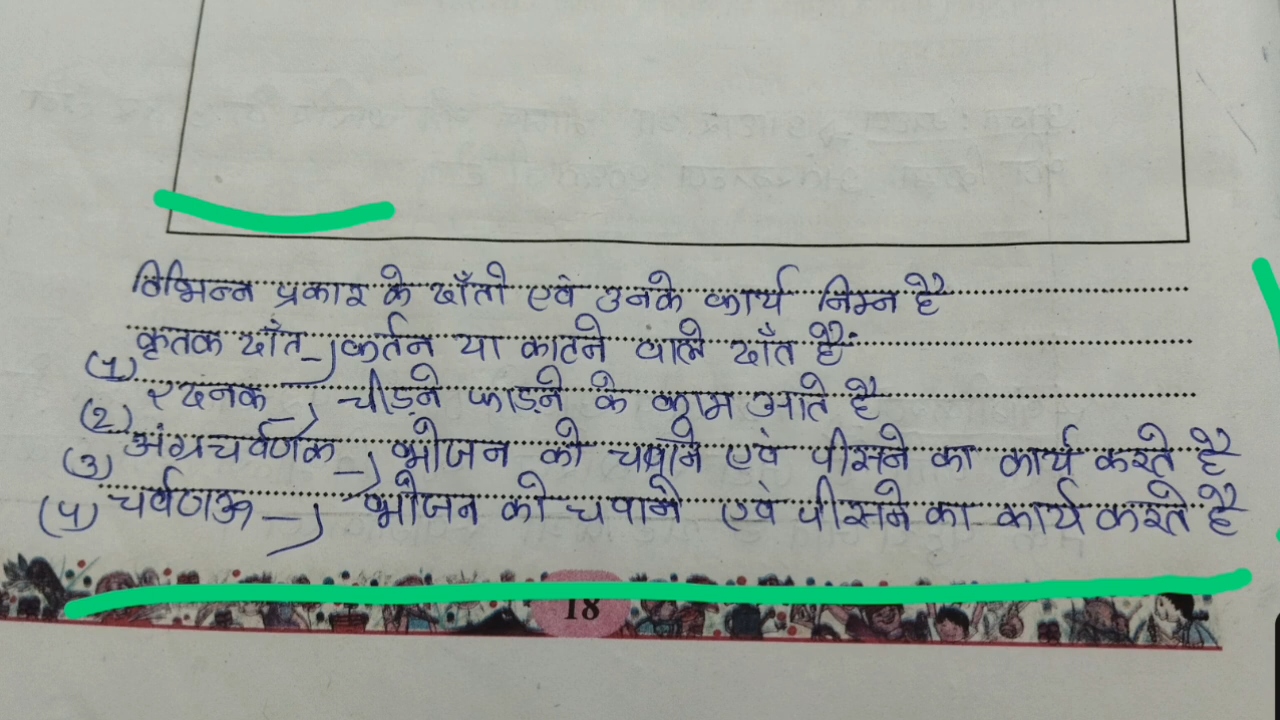 विभिन्न प्रकार के दाँतो एवं उनके कार्य निम्न है
(1) कृतक दाँत → कर्तन या काटने वाले दाँत हैं
(2) रदनक → चीड़ने फाड़ने के काम आते है
(3) अंग्रचर्वणक → भोजन को चबाने एवं पीसने का कार्य करते है
(4) चर्वणक → भोजन को चबाने एवं पीसने का कार्य करते है
18